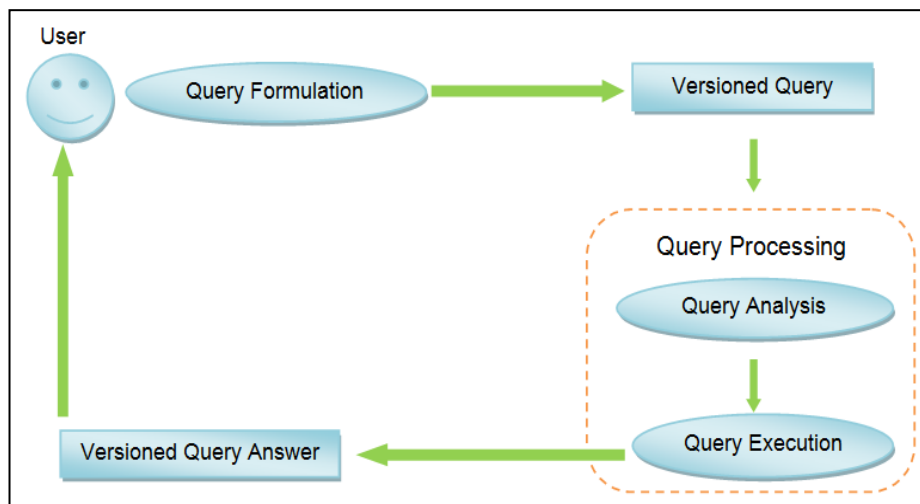 User
Query Formulation
Versioned Query
Query Processing
Query Analysis
Query Execution
Versioned Query Answer